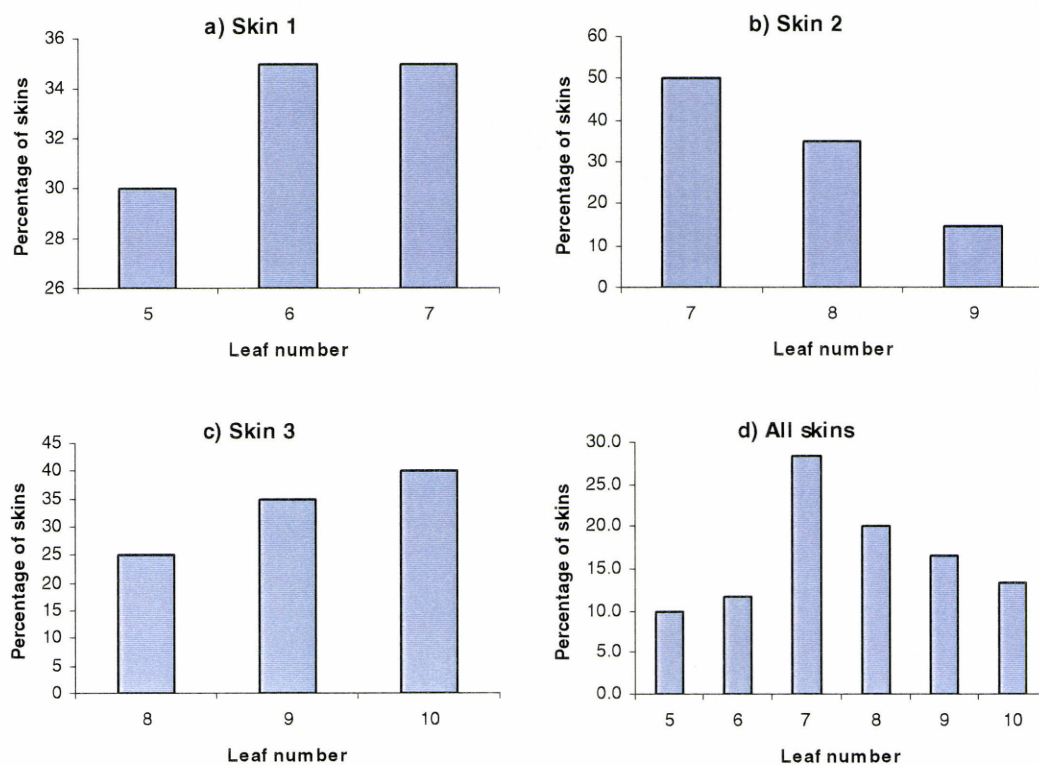 a) Skin 1
Percentage of skins
36
34
32
30
28
26
5 6 7
Leaf number
b) Skin 2
Percentage of skins
60
50
40
30
20
10
0
7 8 9
Leaf number
c) Skin 3
Percentage of skins
45
40
35
30
25
20
15
10
5
0
8 9 10
Leaf number
d) All skins
Percentage of skins
30.0
25.0
20.0
15.0
10.0
5.0
0.0
5 6 7 8 9 10
Leaf number